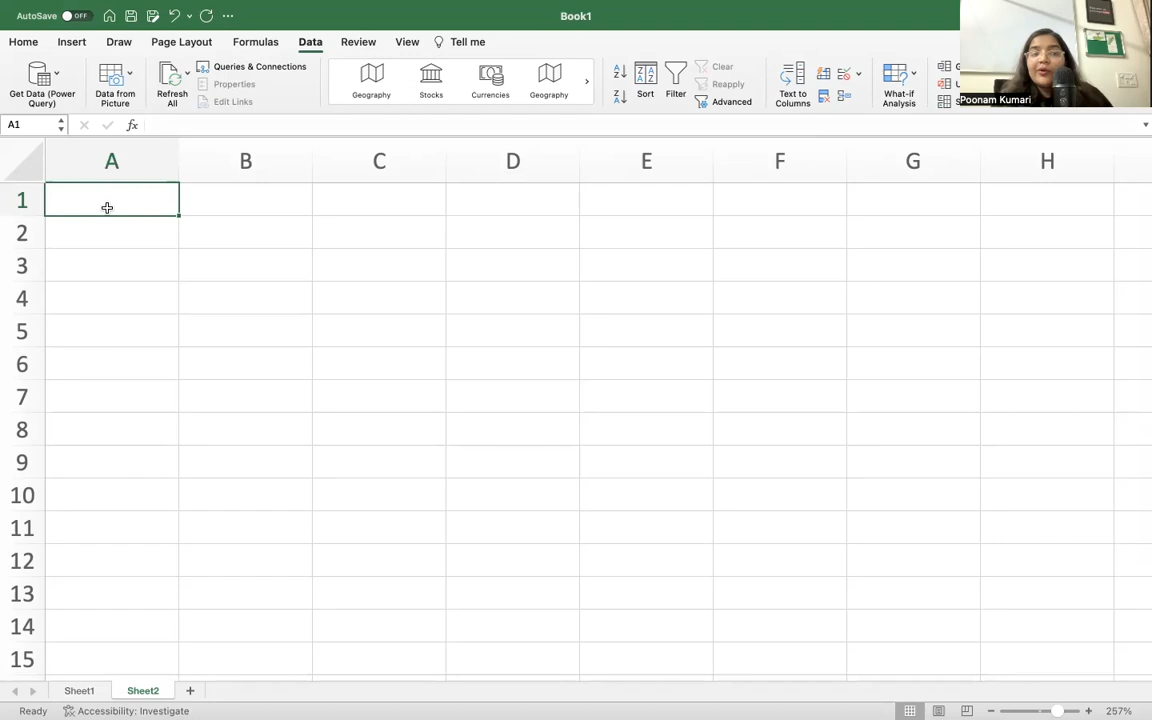 AutoSave OFF Book1
Home Insert Draw Page Layout Formulas Data Review View Tell me
Get Data (Power Query)
Data from Picture
Refresh All
Queries & Connections
Properties
Edit Links
Geography Stocks Currencies Geography
Sort
Filter
Clear
Reapply
Advanced
Text to Columns
What-if Analysis
Poonam Kumari
A1 fx
A B C D E F G H
1
2
3
4
5
6
7
8
9
10
11
12
13
14
15
Sheet1 Sheet2
Ready Accessibility: Investigate 257%